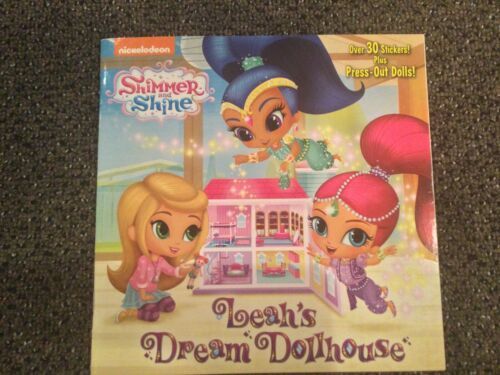 nickelodeon
Shimmer
and
Shine
Over 30 Stickers!
Plus
Press-Out Dolls!
Leah's
Dream Dollhouse